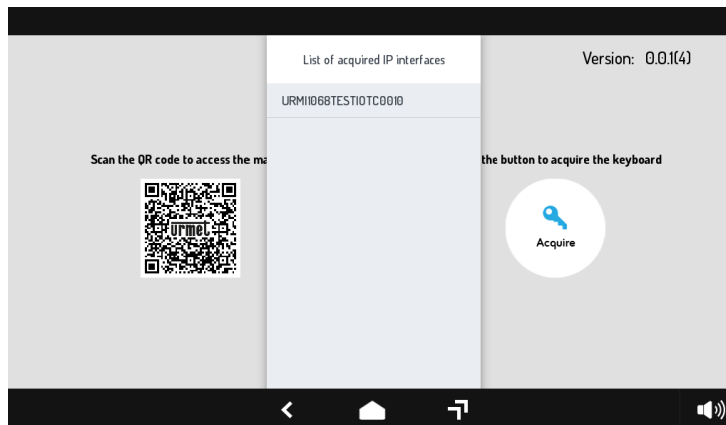 List of acquired IP interfaces
Version: 0.0.1(4)
URMI1068TESTIOTC0010
Scan the QR code to access the ma
the button to acquire the keyboard
urmet
Acquire